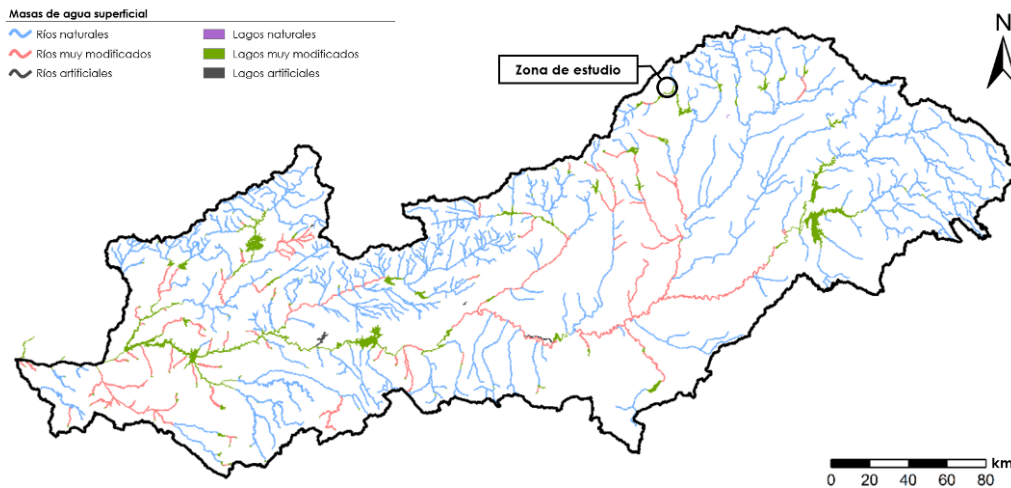 Masas de agua superficial
Ríos naturales
Lagos naturales
Ríos muy modificados
Lagos muy modificados
Ríos artificiales
Lagos artificiales
Zona de estudio
N
km
0 20 40 60 80